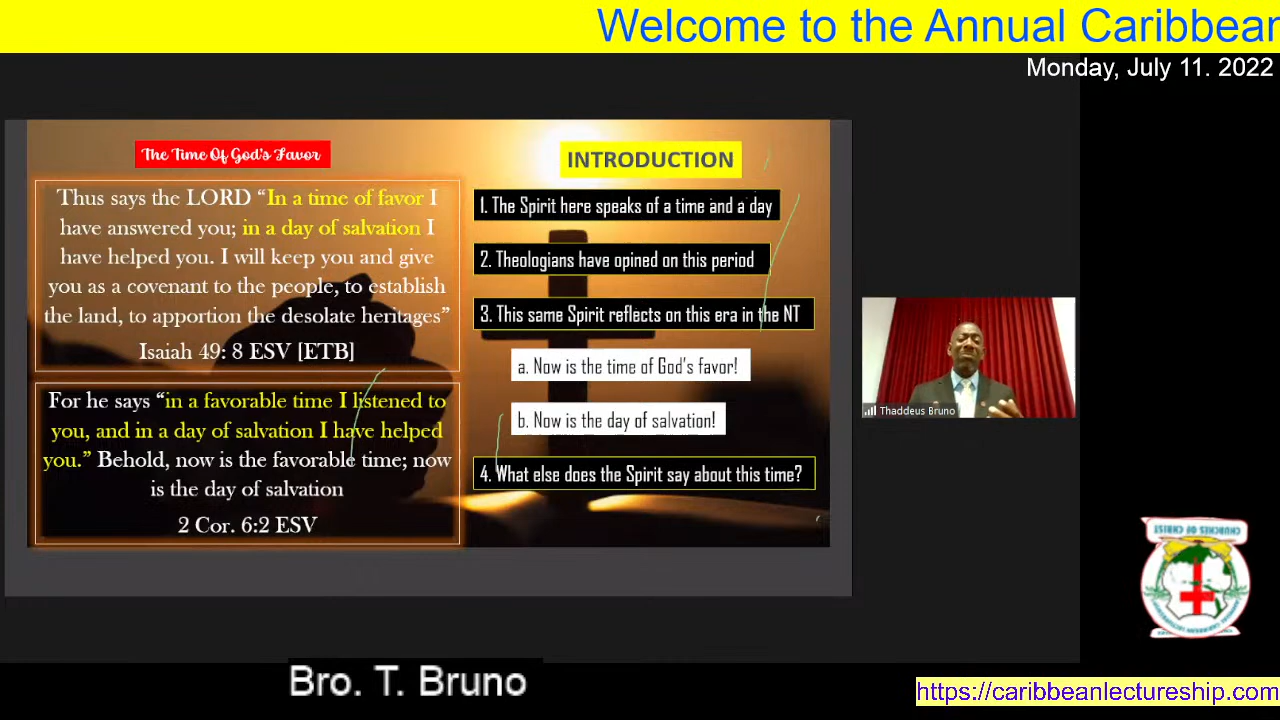 Welcome to the Annual Caribbean
Monday, July 11. 2022
The Time Of God's Favor
Thus says the LORD “In a time of favor I
have answered you; in a day of salvation I
have helped you. I will keep you and give
you as a covenant to the people, to establish
the land, to apportion the desolate heritages”
Isaiah 49: 8 ESV [ETB]
For he says “in a favorable time I listened to
you, and in a day of salvation I have helped
you.” Behold, now is the favorable time; now
is the day of salvation
2 Cor. 6:2 ESV
INTRODUCTION
1. The Spirit here speaks of a time and a day
2. Theologians have opined on this period
3. This same Spirit reflects on this era in the NT
a. Now is the time of God's favor!
b. Now is the day of salvation!
4. What else does the Spirit say about this time?
Thaddeus Bruno
CHURCHES OF CHRIST
Bro. T. Bruno
https://caribbeanlectureship.com